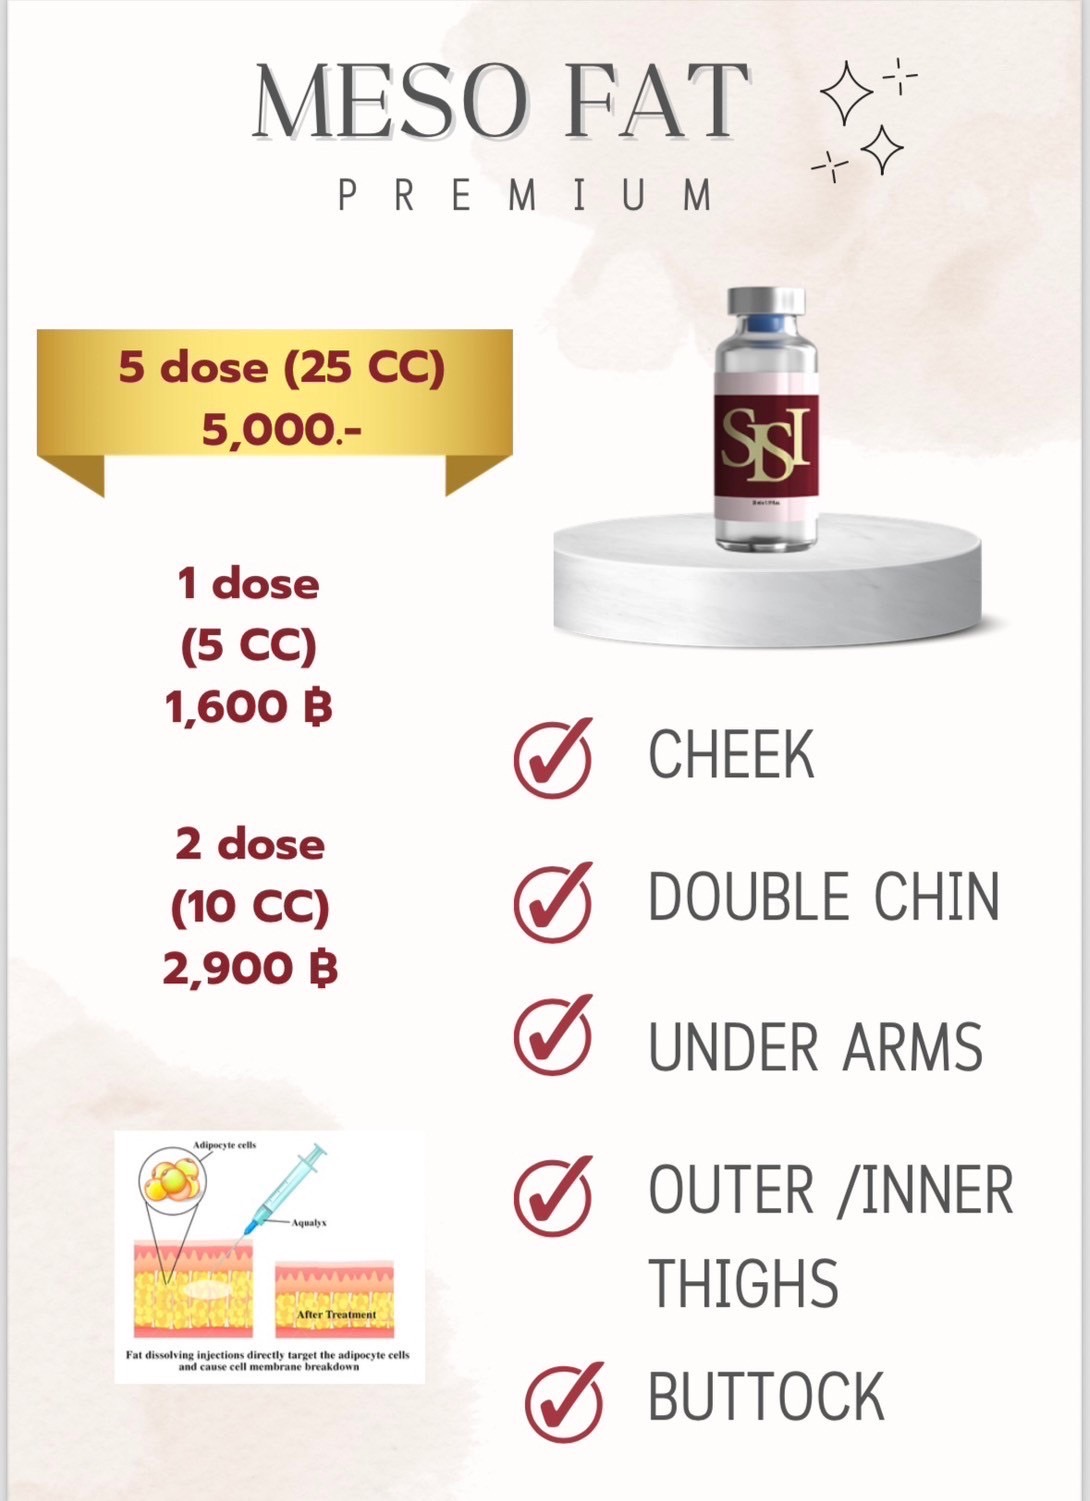 MESO FAT
PREMIUM
5 dose (25 CC)
5,000.-
SSI
1 dose
(5 CC)
1,600 ฿
2 dose
(10 CC)
2,900 ฿
CHEEK
DOUBLE CHIN
UNDER ARMS
OUTER /INNER
THIGHS
BUTTOCK
Adipocyte cells
Aqualyx
After Treatment
Fat dissolving injections directly target the adipocyte cells
and cause cell membrane breakdown